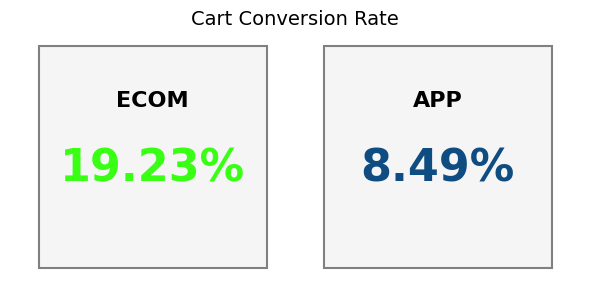 Cart Conversion Rate
ECOM
19.23%
APP
8.49%